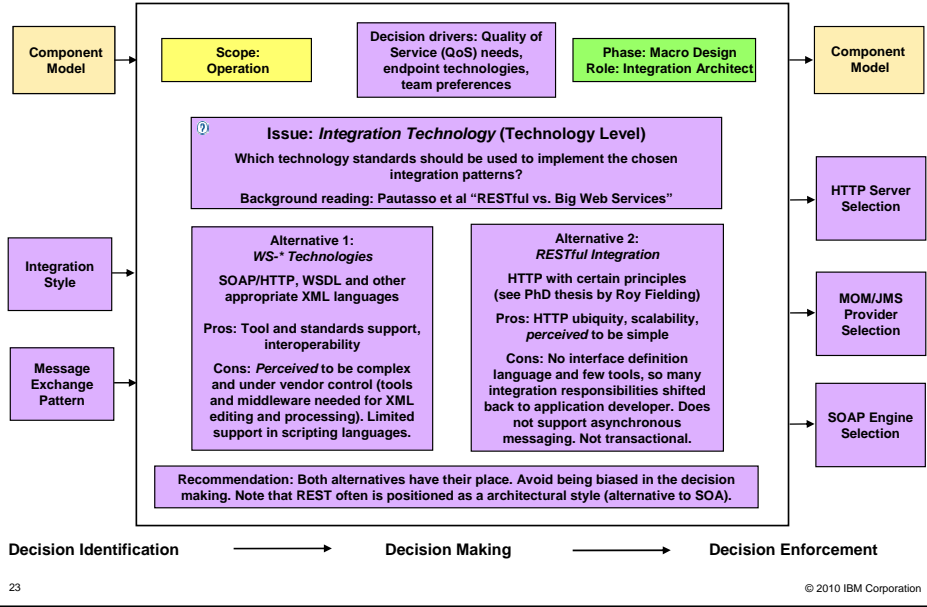 Component
Model
Scope:
Operation
Decision drivers: Quality of
Service (QoS) needs,
endpoint technologies,
team preferences
Phase: Macro Design
Role: Integration Architect
Component
Model
?
Issue: Integration Technology (Technology Level)
Which technology standards should be used to implement the chosen
integration patterns?
Background reading: Pautasso et al “RESTful vs. Big Web Services”
Integration
Style
Message
Exchange
Pattern
Alternative 1:
WS-* Technologies
SOAP/HTTP, WSDL and other
appropriate XML languages
Pros: Tool and standards support,
interoperability
Cons: Perceived to be complex
and under vendor control (tools
and middleware needed for XML
editing and processing). Limited
support in scripting languages.
Alternative 2:
RESTful Integration
HTTP with certain principles
(see PhD thesis by Roy Fielding)
Pros: HTTP ubiquity, scalability,
perceived to be simple
Cons: No interface definition
language and few tools, so many
integration responsibilities shifted
back to application developer. Does
not support asynchronous
messaging. Not transactional.
HTTP Server
Selection
MOM/JMS
Provider
Selection
SOAP Engine
Selection
Recommendation: Both alternatives have their place. Avoid being biased in the decision
making. Note that REST often is positioned as a architectural style (alternative to SOA).
Decision Identification
Decision Making
Decision Enforcement
23
© 2010 IBM Corporation